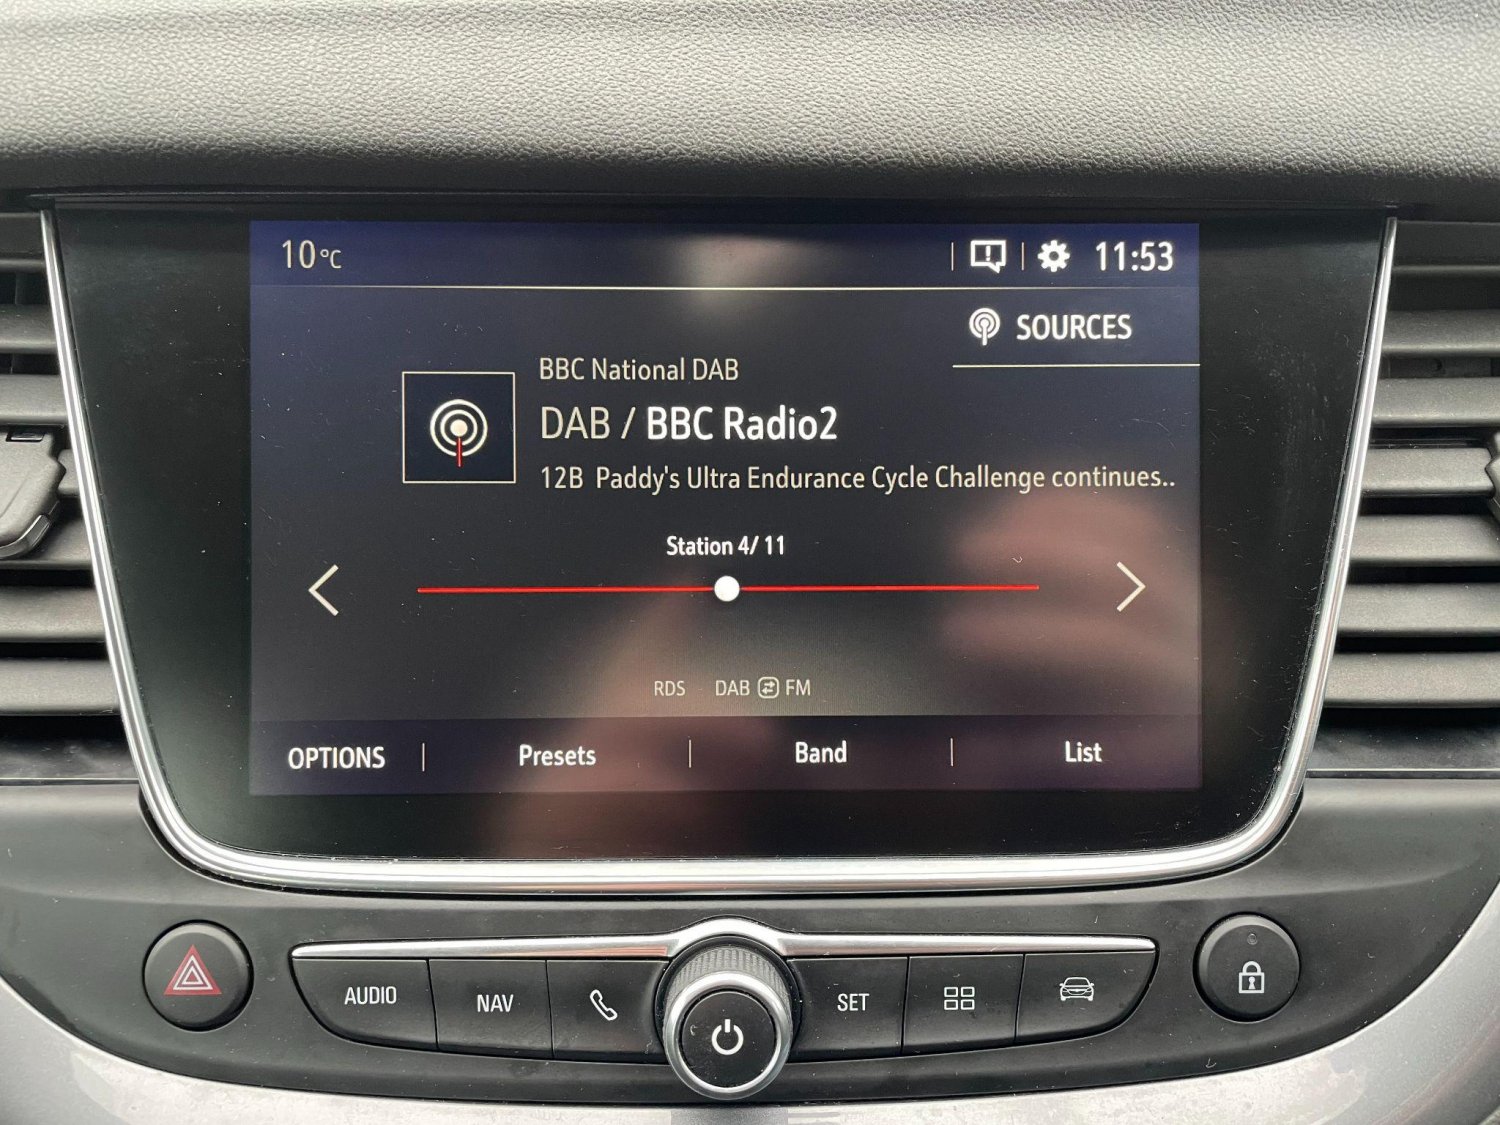 10°C 11:53
SOURCES
BBC National DAB
DAB / BBC Radio2
12B Paddy's Ultra Endurance Cycle Challenge continues..
Station 4/ 11
RDS DAB FM
OPTIONS Presets Band List
AUDIO NAV SET